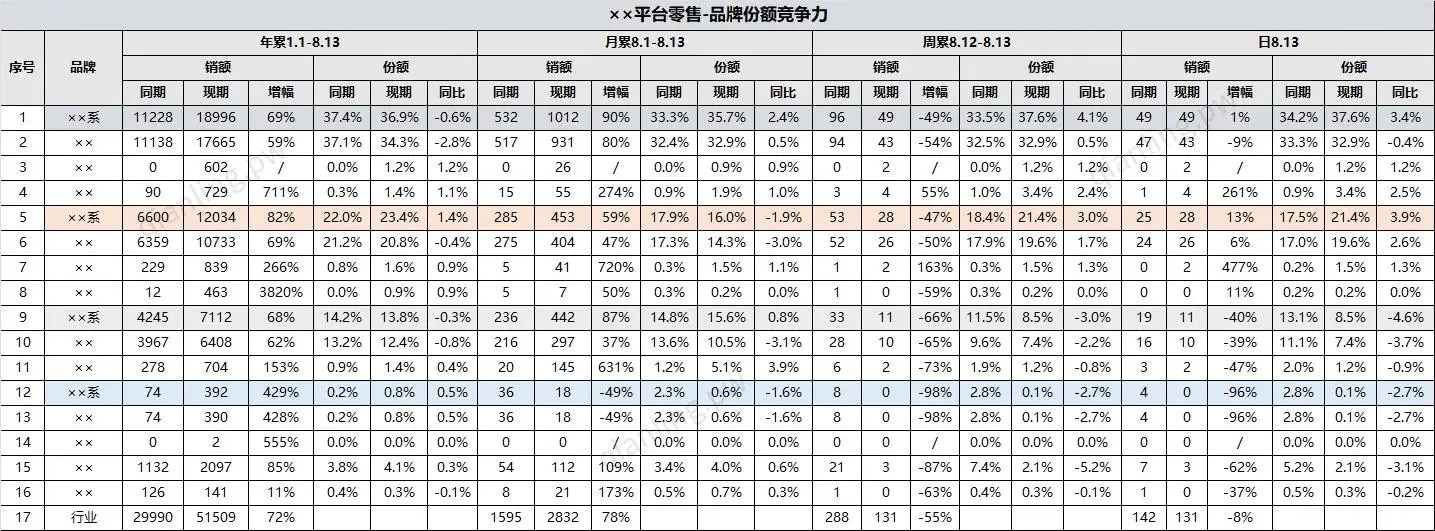 ××平台零售-品牌份额竞争力
序号 品牌 年累1.1-8.13 月累8.1-8.13 周累8.12-8.13 日8.13
销额 份额 销额 份额 销额 份额 销额 份额
同期 现期 增幅 同期 现期 同比 同期 现期 增幅 同期 现期 同比 同期 现期 增幅 同期 现期 同比 同期 现期 增幅 同期 现期 同比
1 ××系 11228 18996 69% 37.4% 36.9% -0.6% 532 1012 90% 33.3% 35.7% 2.4% 96 49 -49% 33.5% 37.6% 4.1% 49 49 1% 34.2% 37.6% 3.4%
2 ×× 11138 17665 59% 37.1% 34.3% -2.8% 517 931 80% 32.4% 32.9% 0.5% 94 43 -54% 32.5% 32.9% 0.5% 47 43 -9% 33.3% 32.9% -0.4%
3 ×× 0 602 / 0.0% 1.2% 1.2% 0 26 / 0.0% 0.9% 0.9% 0 2 / 0.0% 1.2% 1.2% 0 2 / 0.0% 1.2% 1.2%
4 ×× 90 729 711% 0.3% 1.4% 1.1% 15 55 274% 0.9% 1.9% 1.0% 3 4 55% 1.0% 3.4% 2.4% 1 4 261% 0.9% 3.4% 2.5%
5 ××系 6600 12034 82% 22.0% 23.4% 1.4% 285 453 59% 17.9% 16.0% -1.9% 53 28 -47% 18.4% 21.4% 3.0% 25 28 13% 17.5% 21.4% 3.9%
6 ×× 6359 10733 69% 21.2% 20.8% -0.4% 275 404 47% 17.3% 14.3% -3.0% 52 26 -50% 17.9% 19.6% 1.7% 24 26 6% 17.0% 19.6% 2.6%
7 ×× 229 839 266% 0.8% 1.6% 0.9% 5 41 720% 0.3% 1.5% 1.1% 1 2 163% 0.3% 1.5% 1.3% 0 2 477% 0.2% 1.5% 1.3%
8 ×× 12 463 3820% 0.0% 0.9% 0.9% 5 7 50% 0.3% 0.2% 0.0% 1 0 -59% 0.3% 0.2% 0.0% 0 0 11% 0.2% 0.2% 0.0%
9 ××系 4245 7112 68% 14.2% 13.8% -0.3% 236 442 87% 14.8% 15.6% 0.8% 33 11 -66% 11.5% 8.5% -3.0% 19 11 -40% 13.1% 8.5% -4.6%
10 ×× 3967 6408 62% 13.2% 12.4% -0.8% 216 297 37% 13.6% 10.5% -3.1% 28 10 -65% 9.6% 7.4% -2.2% 16 10 -39% 11.1% 7.4% -3.7%
11 ×× 278 704 153% 0.9% 1.4% 0.4% 20 145 631% 1.2% 5.1% 3.9% 6 2 -73% 1.9% 1.2% -0.8% 3 2 -47% 2.0% 1.2% -0.9%
12 ××系 74 392 429% 0.2% 0.8% 0.5% 36 18 -49% 2.3% 0.6% -1.6% 8 0 -98% 2.8% 0.1% -2.7% 4 0 -96% 2.8% 0.1% -2.7%
13 ×× 74 390 428% 0.2% 0.8% 0.5% 36 18 -49% 2.3% 0.6% -1.6% 8 0 -98% 2.8% 0.1% -2.7% 4 0 -96% 2.8% 0.1% -2.7%
14 ×× 0 2 555% 0.0% 0.0% 0.0% 0 0 / 0.0% 0.0% 0.0% 0 0 / 0.0% 0.0% 0.0% 0 0 / 0.0% 0.0% 0.0%
15 ×× 1132 2097 85% 3.8% 4.1% 0.3% 54 112 109% 3.4% 4.0% 0.6% 21 3 -87% 7.4% 2.1% -5.2% 7 3 -62% 5.2% 2.1% -3.1%
16 ×× 126 141 11% 0.4% 0.3% -0.1% 8 21 173% 0.5% 0.7% 0.3% 1 0 -63% 0.4% 0.3% -0.1% 1 0 -37% 0.5% 0.3% -0.2%
17 行业 29990 51509 72% 1595 2832 78% 288 131 -55% 142 131 -8%